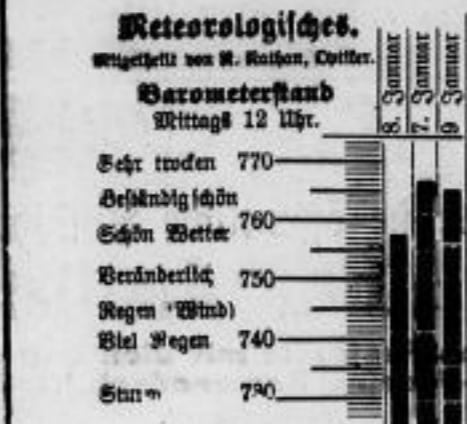 Meteorologisches.
Mitgetheilt von R. Nathan, Optiker.
Barometerstand
Mittags 12 Uhr.
8. Januar
7. Januar
9 Januar
Sehr trocken 770
Beständig schön
760
Schön Wetter
Veränderlich 750
Regen (Wind)
Viel Regen 740
Sturm 730